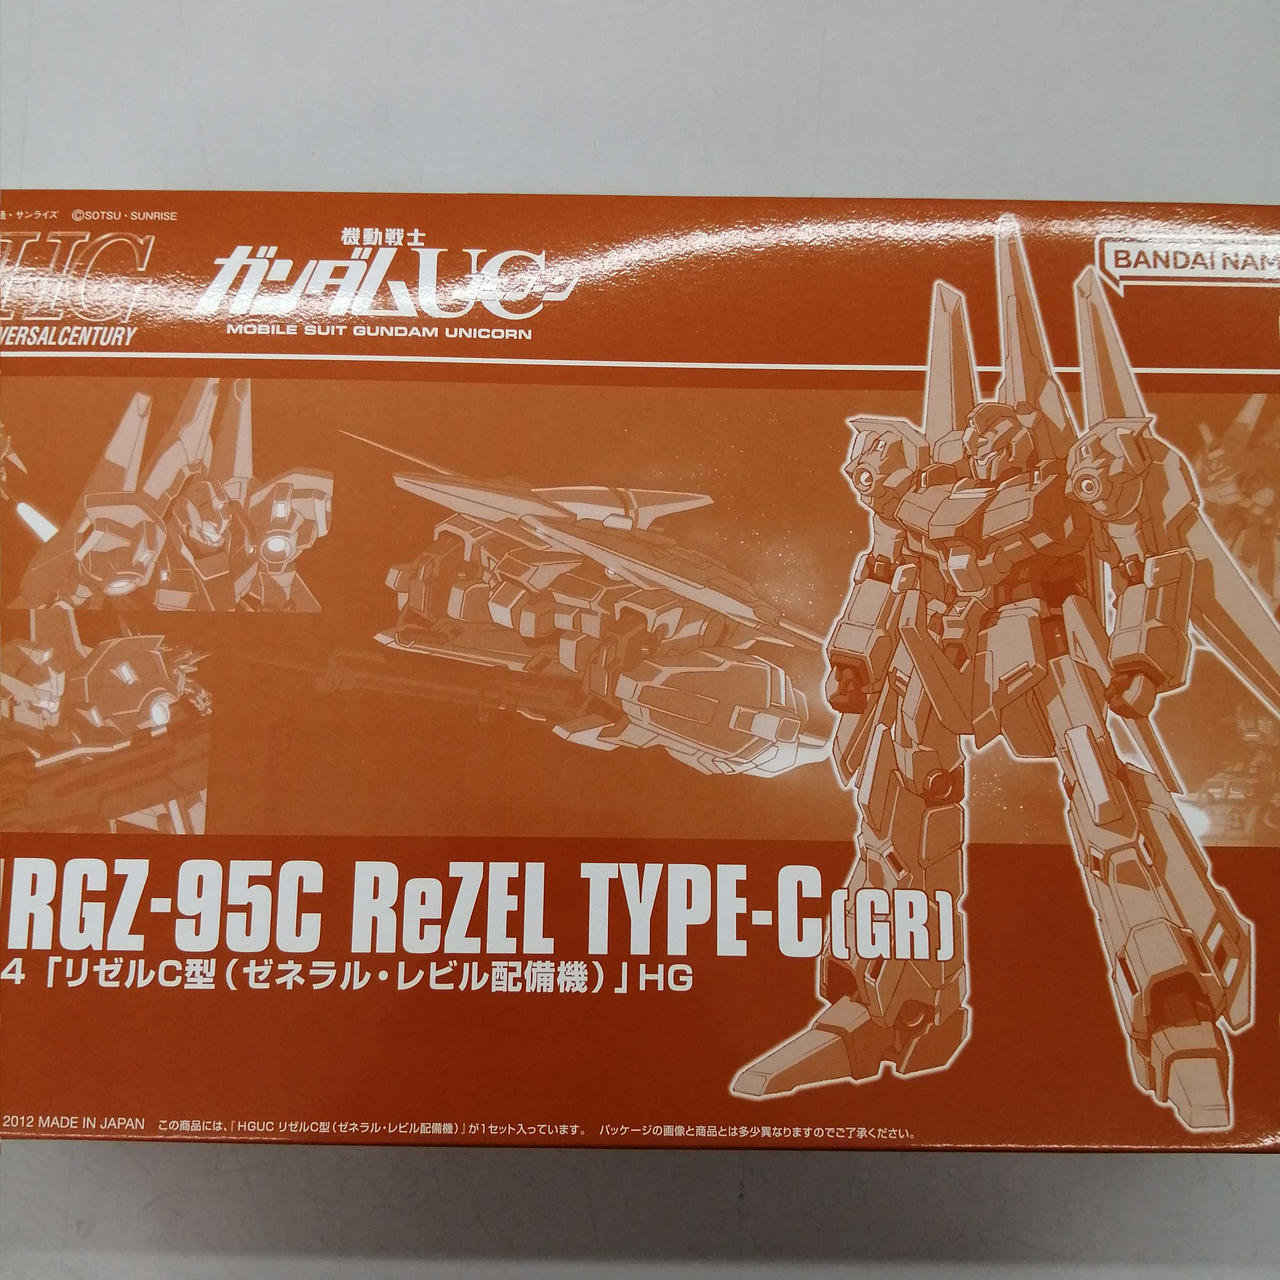 ・サンライズ ©SOTSU・SUNRISE
HG
VERSALCENTURY
機動戦士
ガンダムUC
MOBILE SUIT GUNDAM UNICORN
BANDAI NAM
RGZ-95C ReZEL TYPE-C(GR)
4「リゼルC型(ゼネラル・レビル配備機)」HG
2012 MADE IN JAPAN この商品には、「HGUC リゼルC型(ゼネラル・レビル配備機)」が1セット入っています。 パッケージの画像と商品とは多少異なりますのでご了承ください。